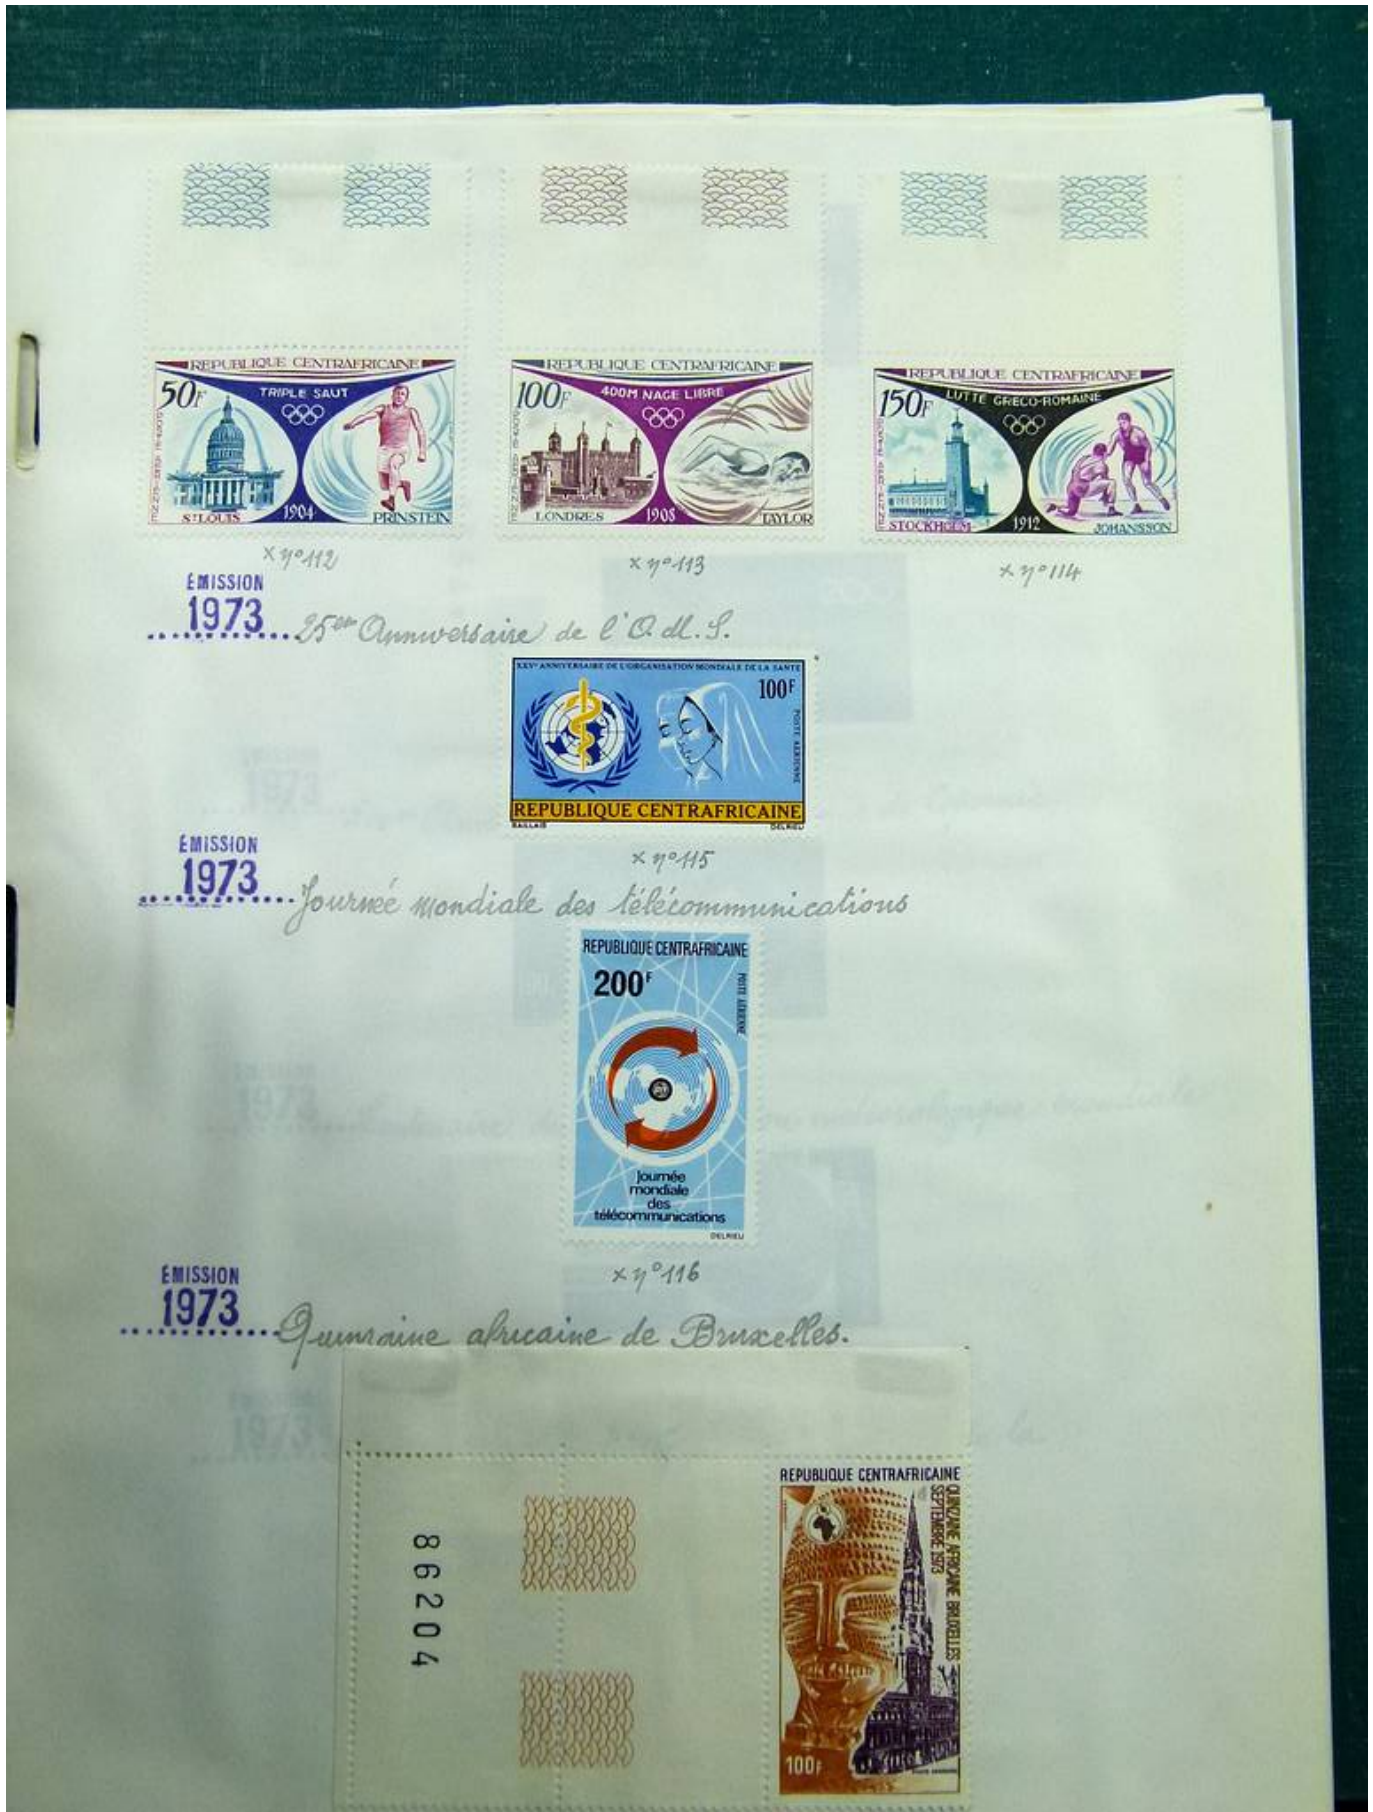 REPUBLIQUE CENTRAFRICAINE
50F
TRIPLE SAUT
ST LOUIS
1904
PRINSTEIN
REPUBLIQUE CENTRAFRICAINE
100F
400M NAGE LIBRE
LONDRES
1908
TAYLOR
REPUBLIQUE CENTRAFRICAINE
150F
LUTTE GRECO-ROMAINE
STOCKHOLM
1912
JOHANSSON
x n° 112
x n° 113
x n° 114
ÉMISSION
1973
25em Anniversaire de l'O.M.S.
XXVe ANNIVERSAIRE DE L'ORGANISATION MONDIALE DE LA SANTE
100F
POSTE AERIENNE
REPUBLIQUE CENTRAFRICAINE
BAILLAIS
DELRIEU
x n° 115
ÉMISSION
1973
Journée mondiale des télécommunications
REPUBLIQUE CENTRAFRICAINE
200F
POSTE AÉRIENNE
Journée
mondiale
des
télécommunications
DELRIEU
x n° 116
ÉMISSION
1973
Quinzaine africaine de Bruxelles.
86204
REPUBLIQUE CENTRAFRICAINE
QUINZAINE AFRICAINE BRUXELLES
SEPTEMBRE 1973
100F